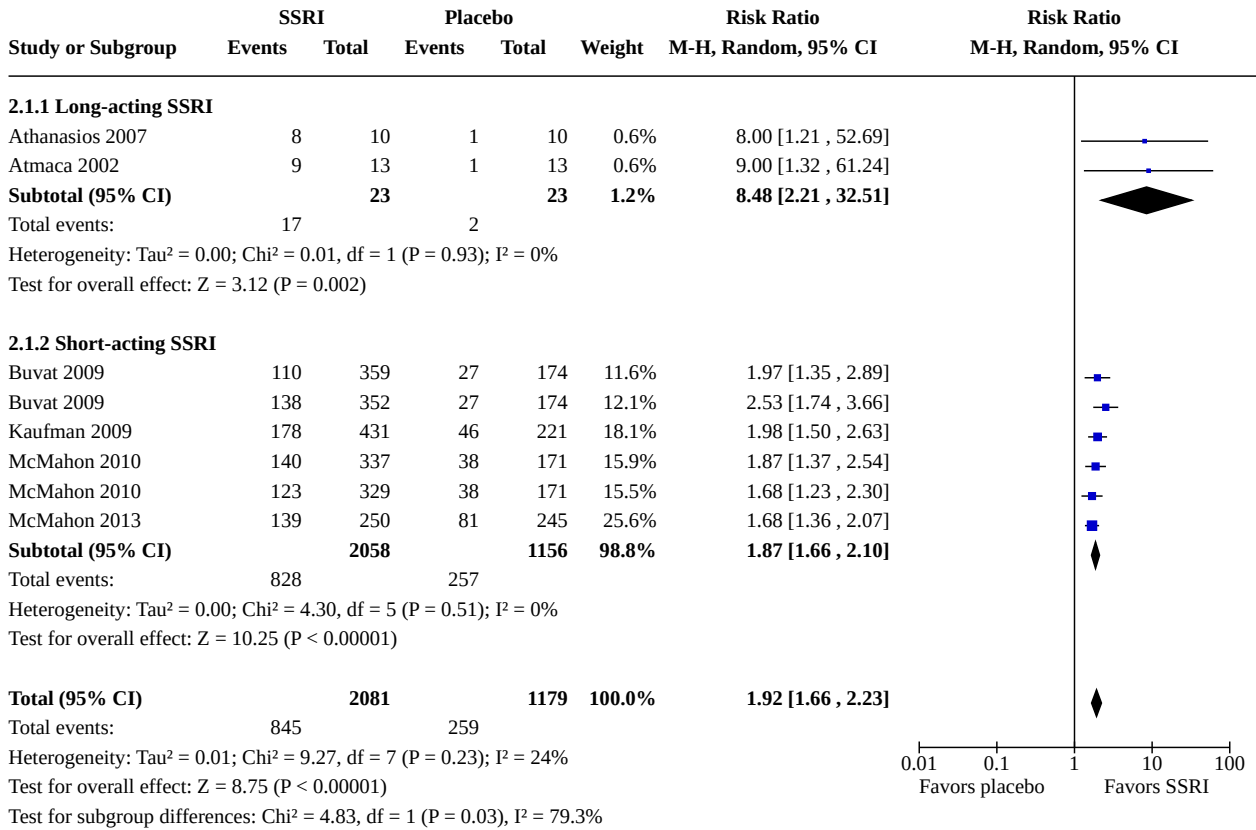 SSRI Placebo Risk Ratio Risk Ratio
Study or Subgroup Events Total Events Total Weight M-H, Random, 95% CI M-H, Random, 95% CI
2.1.1 Long-acting SSRI
Athanasios 2007 8 10 1 10 0.6% 8.00 [1.21 , 52.69]
Atmaca 2002 9 13 1 13 0.6% 9.00 [1.32 , 61.24]
Subtotal (95% CI) 23 23 1.2% 8.48 [2.21 , 32.51]
Total events: 17 2
Heterogeneity: Tau² = 0.00; Chi² = 0.01, df = 1 (P = 0.93); I² = 0%
Test for overall effect: Z = 3.12 (P = 0.002)
2.1.2 Short-acting SSRI
Buvat 2009 110 359 27 174 11.6% 1.97 [1.35 , 2.89]
Buvat 2009 138 352 27 174 12.1% 2.53 [1.74 , 3.66]
Kaufman 2009 178 431 46 221 18.1% 1.98 [1.50 , 2.63]
McMahon 2010 140 337 38 171 15.9% 1.87 [1.37 , 2.54]
McMahon 2010 123 329 38 171 15.5% 1.68 [1.23 , 2.30]
McMahon 2013 139 250 81 245 25.6% 1.68 [1.36 , 2.07]
Subtotal (95% CI) 2058 1156 98.8% 1.87 [1.66 , 2.10]
Total events: 828 257
Heterogeneity: Tau² = 0.00; Chi² = 4.30, df = 5 (P = 0.51); I² = 0%
Test for overall effect: Z = 10.25 (P < 0.00001)
Total (95% CI) 2081 1179 100.0% 1.92 [1.66 , 2.23]
Total events: 845 259
Heterogeneity: Tau² = 0.01; Chi² = 9.27, df = 7 (P = 0.23); I² = 24%
0.01 0.1 1 10 100
Test for overall effect: Z = 8.75 (P < 0.00001) Favors placebo Favors SSRI
Test for subgroup differences: Chi² = 4.83, df = 1 (P = 0.03), I² = 79.3%